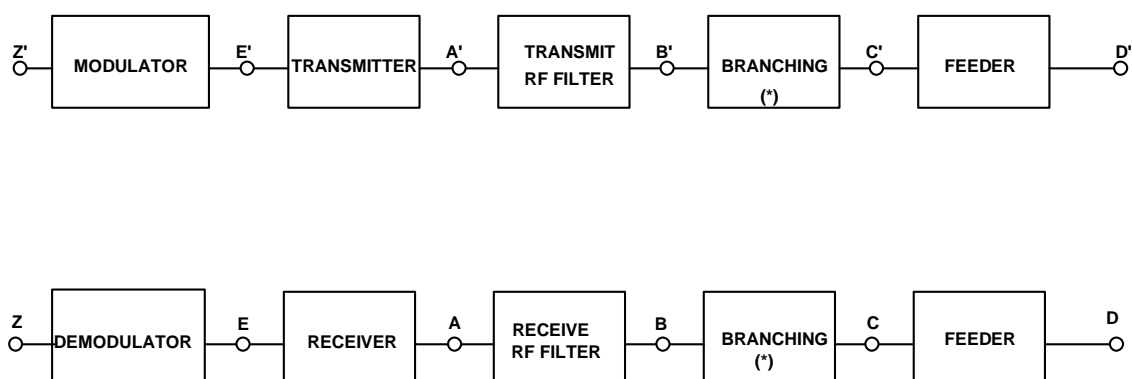 Z' MODULATOR E' TRANSMITTER A' TRANSMIT RF FILTER B' BRANCHING (*) C' FEEDER D'
Z DEMODULATOR E RECEIVER A RECEIVE RF FILTER B BRANCHING (*) C FEEDER D